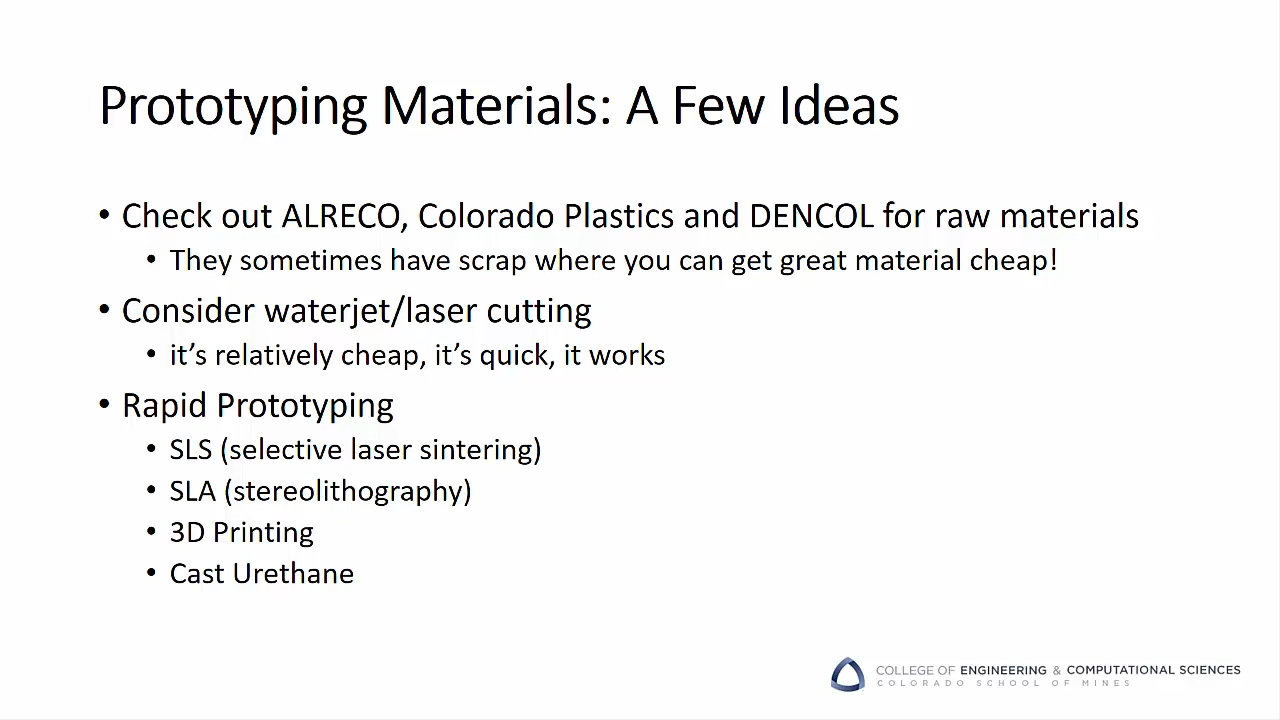 Prototyping Materials: A Few Ideas
• Check out ALRECO, Colorado Plastics and DENCOL for raw materials
• They sometimes have scrap where you can get great material cheap!
• Consider waterjet/laser cutting
• it’s relatively cheap, it’s quick, it works
• Rapid Prototyping
• SLS (selective laser sintering)
• SLA (stereolithography)
• 3D Printing
• Cast Urethane
COLLEGE OF ENGINEERING & COMPUTATIONAL SCIENCES
COLORADO SCHOOL OF MINES